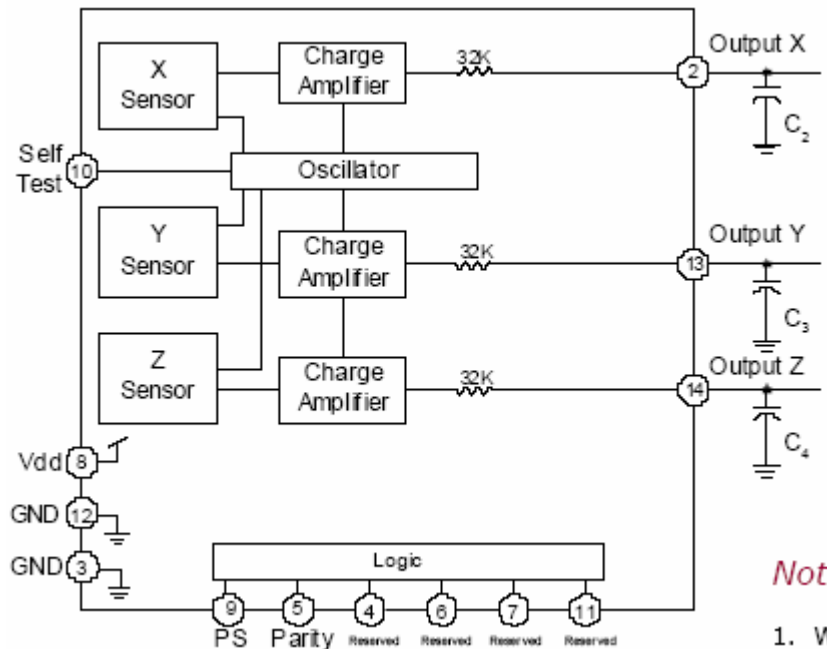 X
Sensor
Charge
Amplifier
32K
2
Output X
C2
Self
Test
10
Oscillator
Y
Sensor
Charge
Amplifier
32K
13
Output Y
C3
Z
Sensor
Charge
Amplifier
32K
14
Output Z
C4
Vdd
8
GND
12
GND
3
Logic
9
5
4
6
7
11
PS
Parity
Reserved
Reserved
Reserved
Reserved
Not
1. W